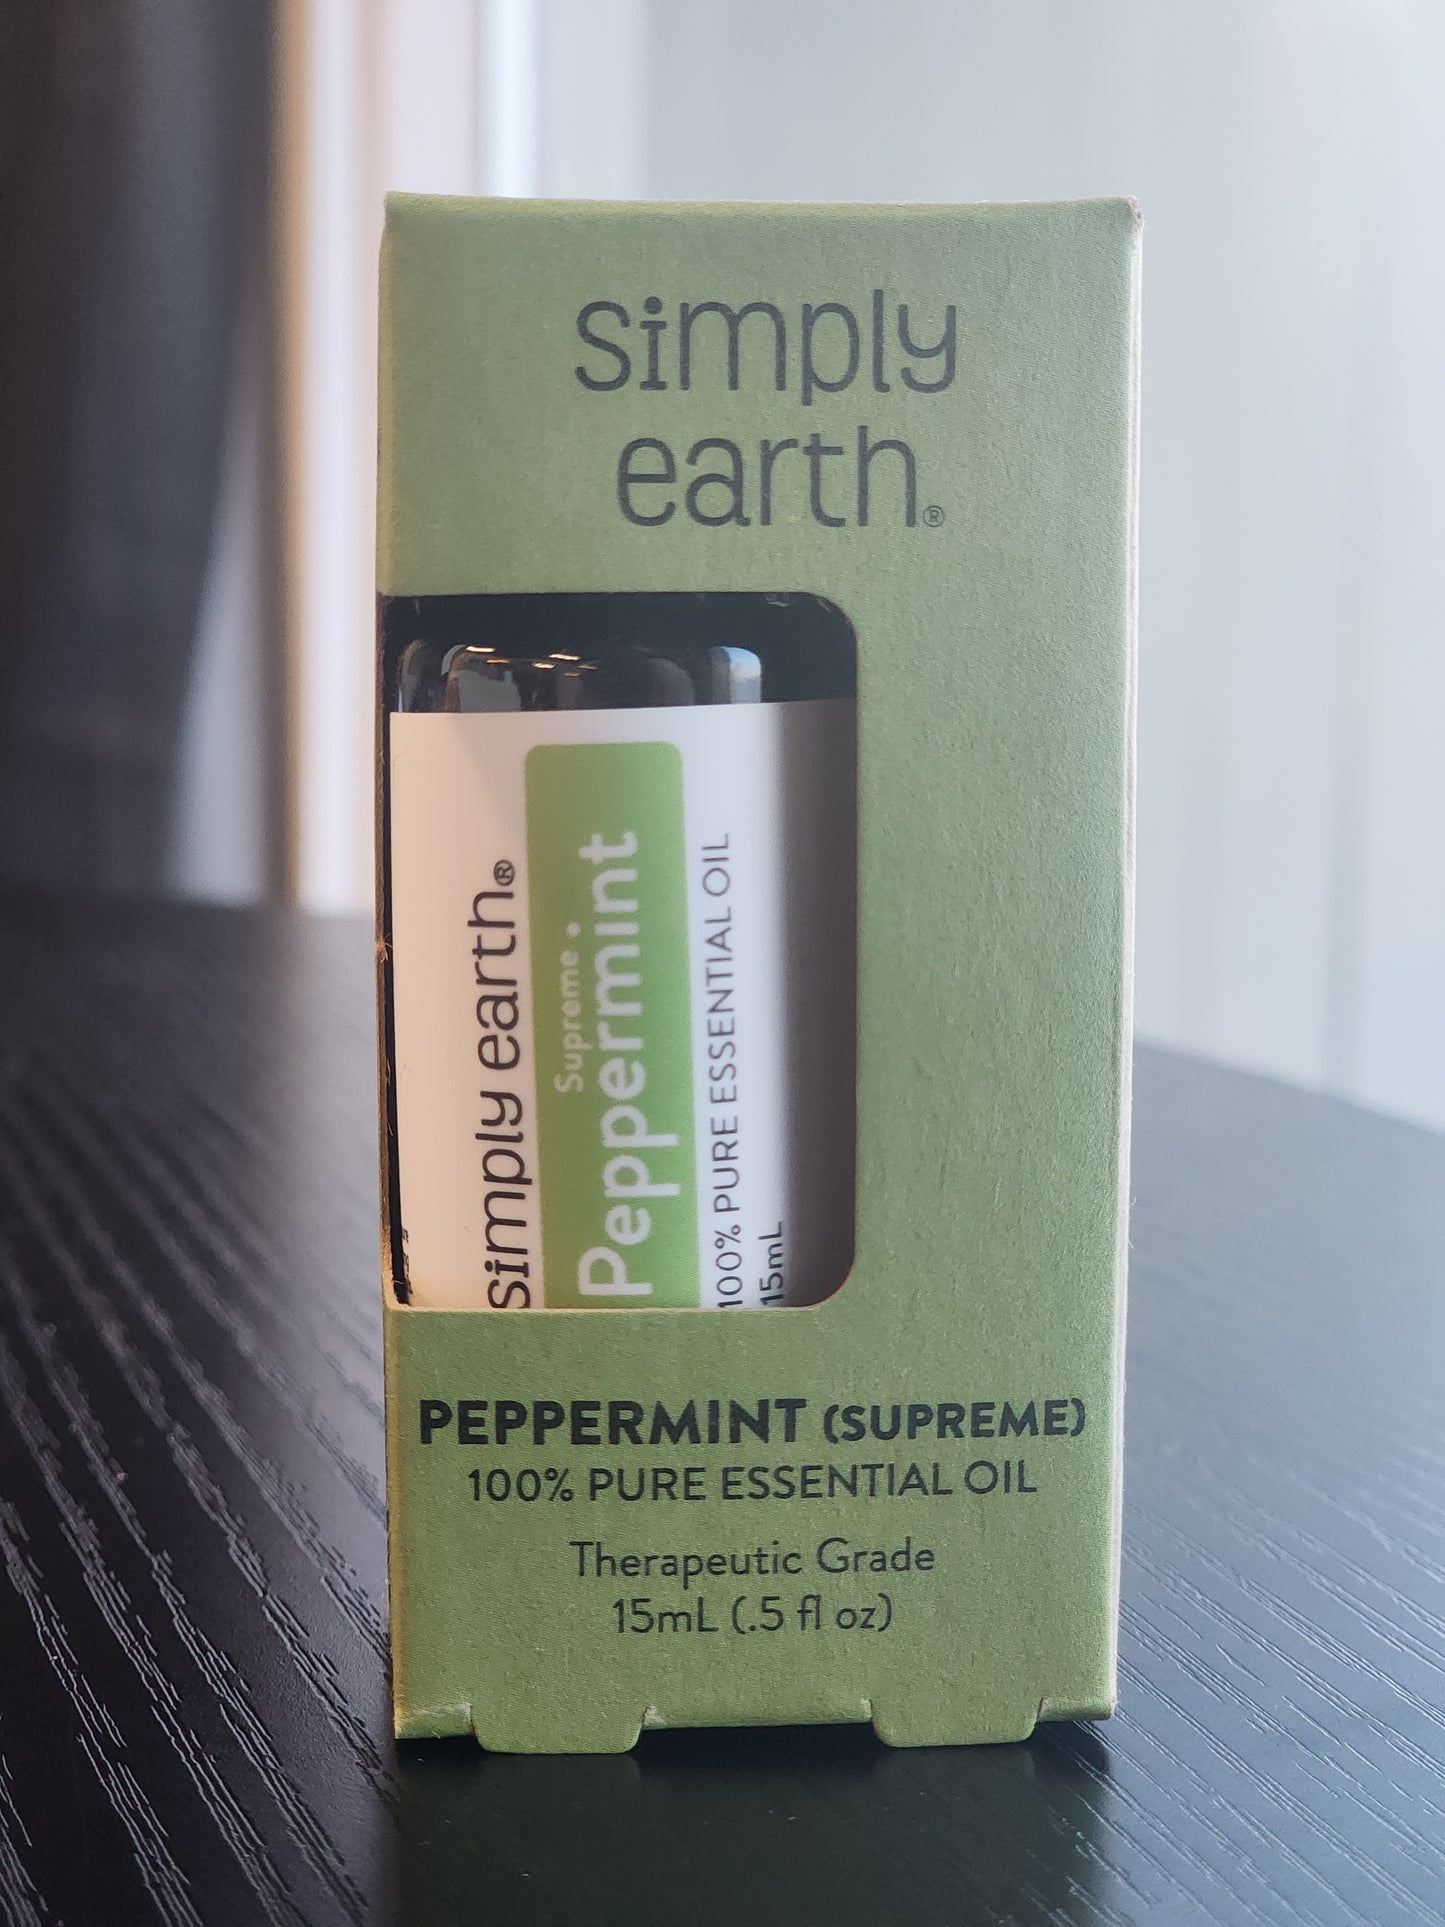 simply
earth®
simply earth®
Supreme
Peppermint
100% PURE ESSENTIAL OIL
15mL
PEPPERMINT (SUPREME)
100% PURE ESSENTIAL OIL
Therapeutic Grade
15mL (.5 fl oz)